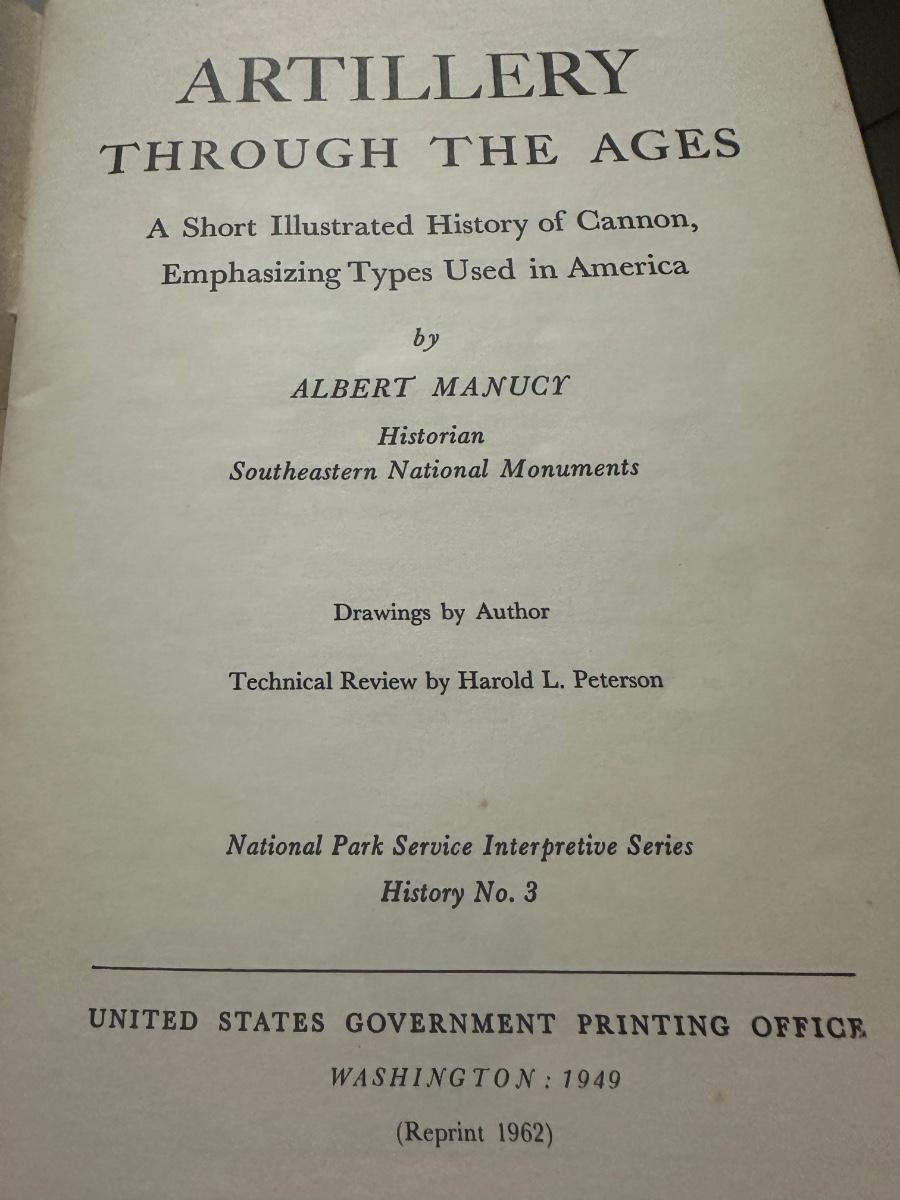 ARTILLERY
THROUGH THE AGES
A Short Illustrated History of Cannon,
Emphasizing Types Used in America
by
ALBERT MANUCY
Historian
Southeastern National Monuments
Drawings by Author
Technical Review by Harold L. Peterson
National Park Service Interpretive Series
History No. 3
UNITED STATES GOVERNMENT PRINTING OFFICE
WASHINGTON : 1949
(Reprint 1962)